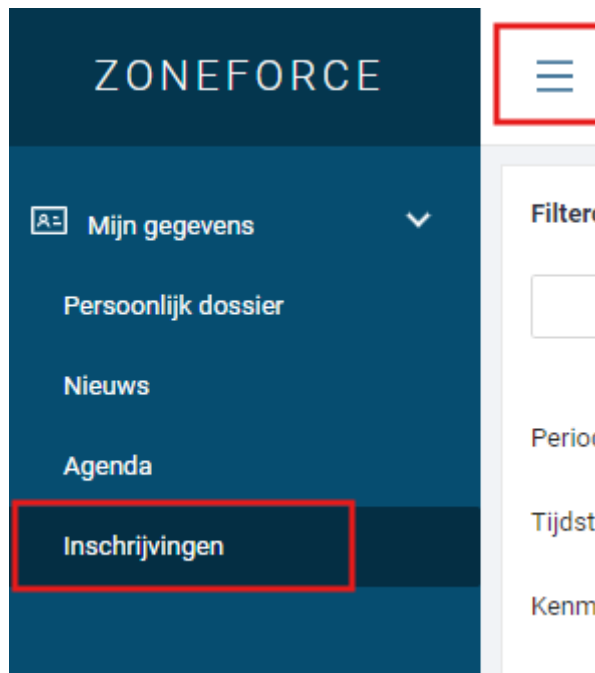 ZONEFORCE
Mijn gegevens
Persoonlijk dossier
Nieuws
Agenda
Inschrijvingen